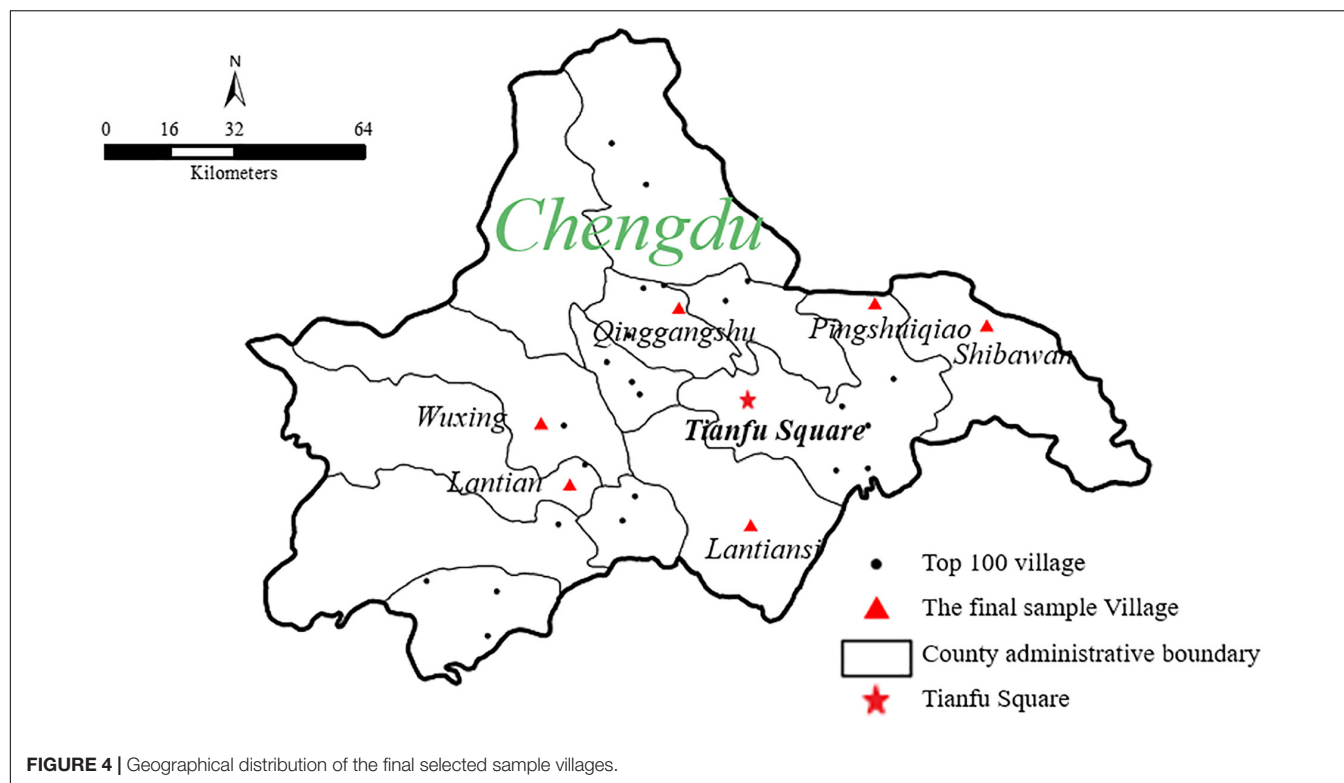 N
0 16 32 64
Kilometers
Chengdu
Qinggangshu
Pingshuiqiao
Shibawan
Wuxing
Tianfu Square
Lantian
Lantiansi
Top 100 village
The final sample Village
County administrative boundary
Tianfu Square
FIGURE 4 | Geographical distribution of the final selected sample villages.